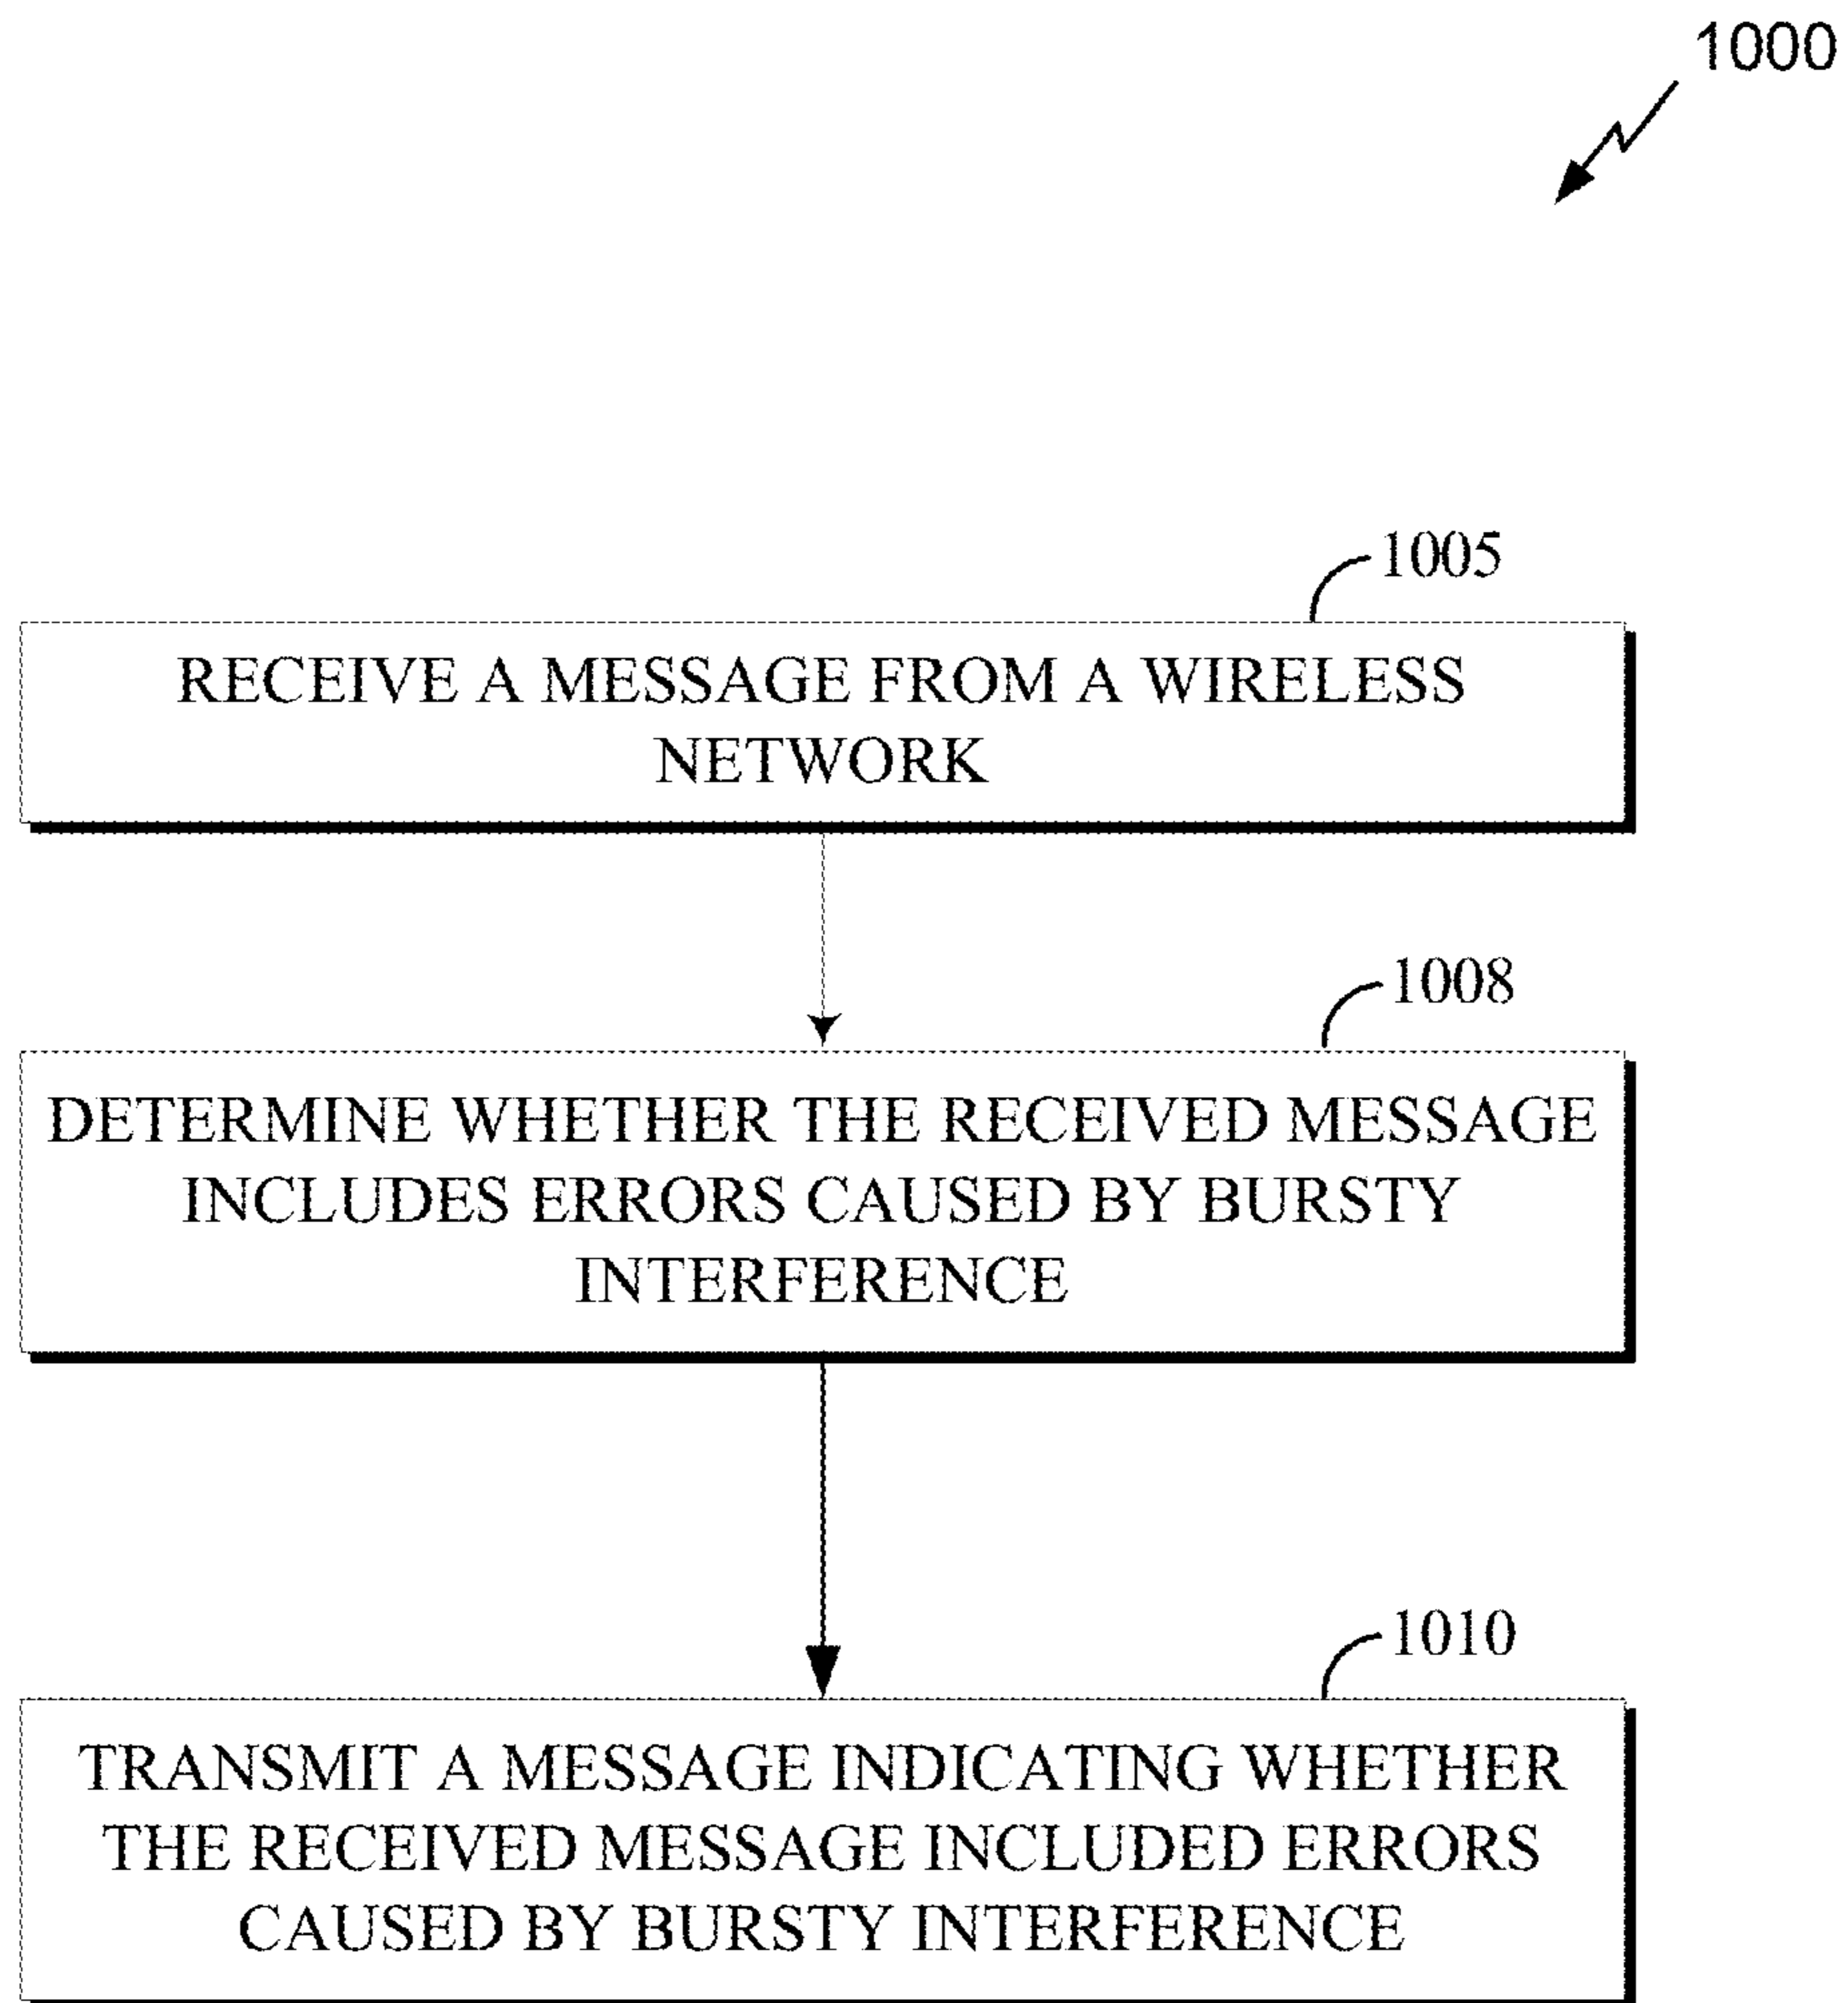 1000
1005
RECEIVE A MESSAGE FROM A WIRELESS
NETWORK
1008
DETERMINE WHETHER THE RECEIVED MESSAGE
INCLUDES ERRORS CAUSED BY BURSTY
INTERFERENCE
1010
TRANSMIT A MESSAGE INDICATING WHETHER
THE RECEIVED MESSAGE INCLUDED ERRORS
CAUSED BY BURSTY INTERFERENCE